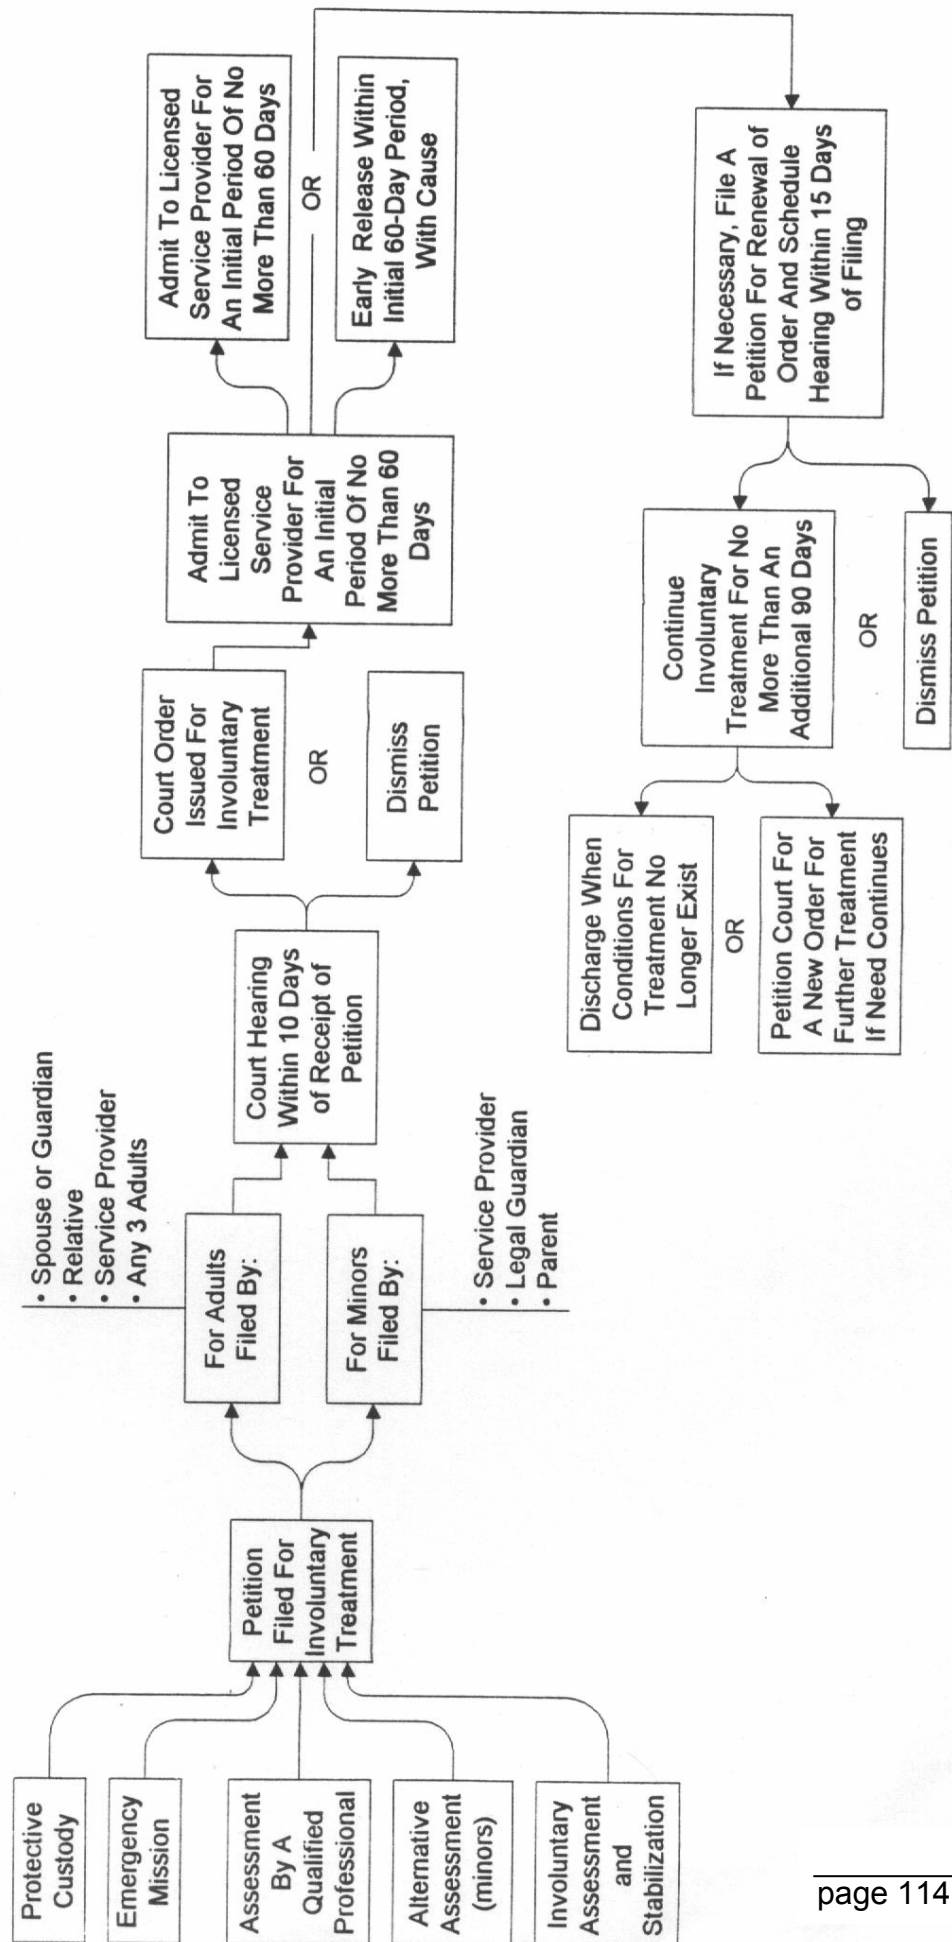 Protective
Custody
Emergency
Mission
Assessment
By A
Qualified
Professional
Alternative
Assessment
(minors)
Involuntary
Assessment
and
Stabilization
Petition
Filed For
Involuntary
Treatment
• Spouse or Guardian
• Relative
• Service Provider
• Any 3 Adults
For Adults
Filed By:
For Minors
Filed By:
• Service Provider
• Legal Guardian
• Parent
Court Hearing
Within 10 Days
of Receipt of
Petition
Court Order
Issued For
Involuntary
Treatment
OR
Dismiss
Petition
Admit To
Licensed
Service
Provider For
An Initial
Period Of No
More Than 60
Days
Admit To Licensed
Service Provider For
An Initial Period Of No
More Than 60 Days
OR
Early Release Within
Initial 60-Day Period,
With Cause
If Necessary, File A
Petition For Renewal of
Order And Schedule
Hearing Within 15 Days
of Filing
Continue
Involuntary
Treatment For No
More Than An
Additional 90 Days
OR
Dismiss Petition
Discharge When
Conditions For
Treatment No
Longer Exist
OR
Petition Court For
A New Order For
Further Treatment
If Need Continues
page 114